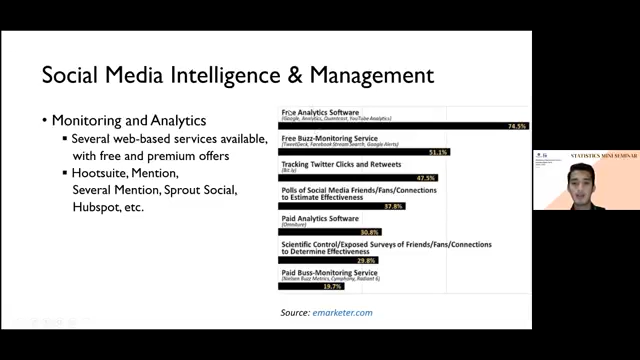 Social Media Intelligence & Management
• Monitoring and Analytics
▪ Several web-based services available,
with free and premium offers
▪ Hootsuite, Mention,
Several Mention, Sprout Social,
Hubspot, etc.
Free Analytics Software
(Google, Analytics, Quantcast, YouTube Analytics)
74.5%
Free Buzz-Monitoring Service
(TweetDeck, Facebook Stream Search, Google Alerts)
51.1%
Tracking Twitter Clicks and Retweets
(Bit.ly)
47.5%
Polls of Social Media Friends/Fans/Connections
to Estimate Effectiveness
37.8%
Paid Analytics Software
(Omniture)
30.8%
Scientific Control/Exposed Surveys of Friends/Fans/Connections
to Determine Effectiveness
29.8%
Paid Buss-Monitoring Service
(Nielsen Buzz Metrics, Cymphony, Radiant 6)
19.7%
Source: emarketer.com
STATISTICS MINI SEMINAR